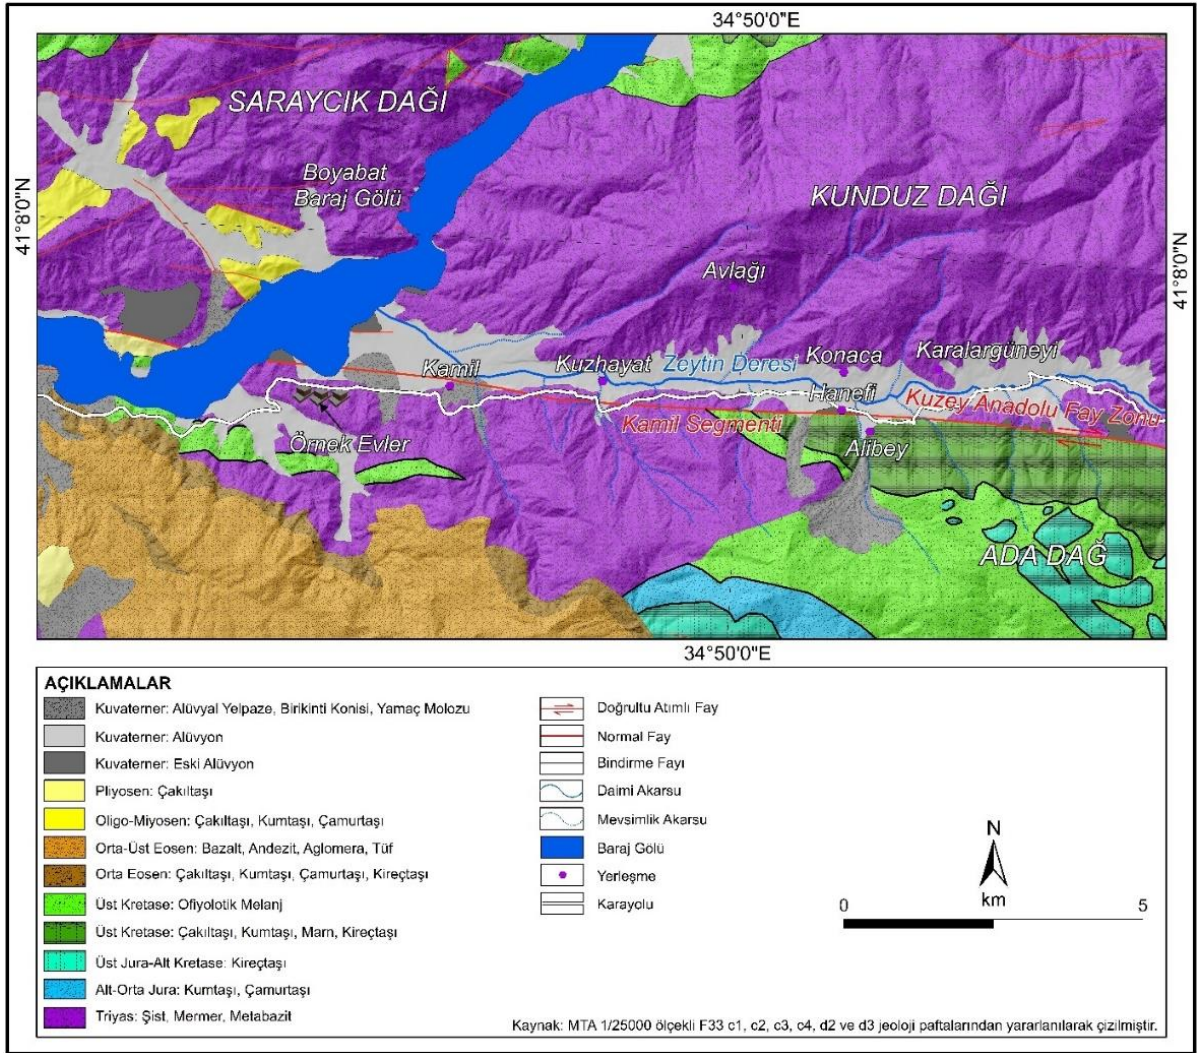 34°50'0"E
SARAYCIK DAĞI
Boyabat
Baraj Gölü
KUNDUZ DAĞI
41°8'0"N
41°8'0"N
Avlağı
Kamil
Kuzhayat
Zeytin Deresi
Konaca
Karalargüneyi
Hanefi
Kuzey Anadolu Fay Zonu
Kamil Segmenti
Örnek Evler
Alibey
ADA DAĞ
34°50'0"E
AÇIKLAMALAR
Kuvaterner: Alüvyal Yelpaze, Birikinti Konisi, Yamaç Molozu
Kuvaterner: Alüvyon
Kuvaterner: Eski Alüvyon
Pliyosen: Çakıltaşı
Oligo-Miyosen: Çakıltaşı, Kumtaşı, Çamurtaşı
Orta-Üst Eosen: Bazalt, Andezit, Aglomera, Tüf
Orta Eosen: Çakıltaşı, Kumtaşı, Çamurtaşı, Kireçtaşı
Üst Kretase: Ofiyolotik Melanj
Üst Kretase: Çakıltaşı, Kumtaşı, Marn, Kireçtaşı
Üst Jura-Alt Kretase: Kireçtaşı
Alt-Orta Jura: Kumtaşı, Çamurtaşı
Triyas: Şist, Mermer, Metabazit
Doğrultu Atımlı Fay
Normal Fay
Bindirme Fayı
Daimi Akarsu
Mevsimlik Akarsu
Baraj Gölü
Yerleşme
Karayolu
N
km
0 5
Kaynak: MTA 1/25000 ölçekli F33 c1, c2, c3, c4, d2 ve d3 jeoloji paftalarından yararlanılarak çizilmiştir.